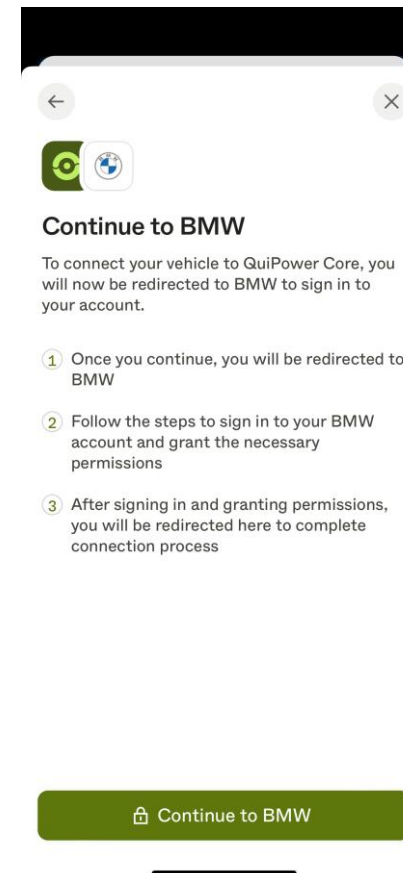 Continue to BMW
To connect your vehicle to QuiPower Core, you
will now be redirected to BMW to sign in to
your account.
1 Once you continue, you will be redirected to
BMW
2 Follow the steps to sign in to your BMW
account and grant the necessary
permissions
3 After signing in and granting permissions,
you will be redirected here to complete
connection process
Continue to BMW